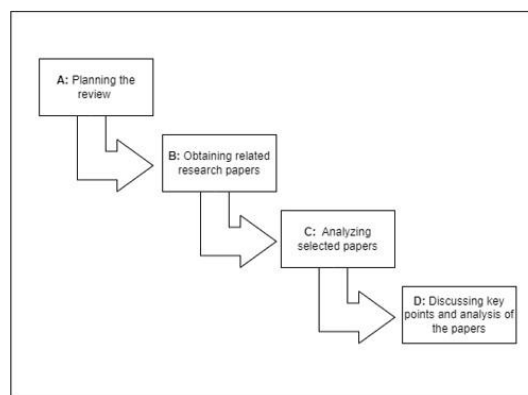 A: Planning the
review
B: Obtaining related
research papers
C: Analyzing
selected papers
D: Discussing key
points and analysis of
the papers